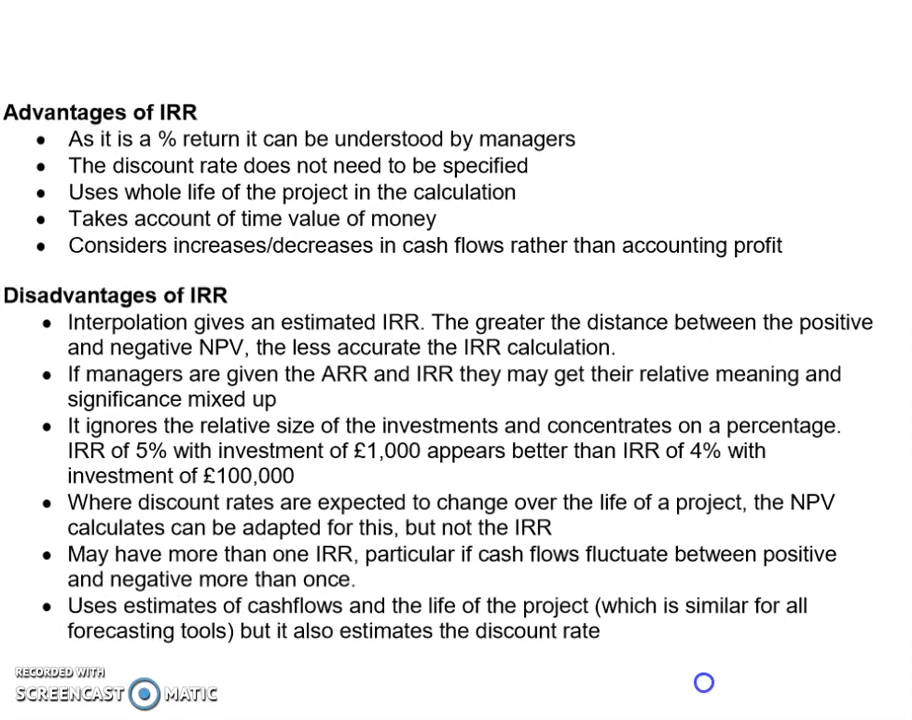 Advantages of IRR
• As it is a % return it can be understood by managers
• The discount rate does not need to be specified
• Uses whole life of the project in the calculation
• Takes account of time value of money
• Considers increases/decreases in cash flows rather than accounting profit
Disadvantages of IRR
• Interpolation gives an estimated IRR. The greater the distance between the positive
and negative NPV, the less accurate the IRR calculation.
• If managers are given the ARR and IRR they may get their relative meaning and
significance mixed up
• It ignores the relative size of the investments and concentrates on a percentage.
IRR of 5% with investment of £1,000 appears better than IRR of 4% with
investment of £100,000
• Where discount rates are expected to change over the life of a project, the NPV
calculates can be adapted for this, but not the IRR
• May have more than one IRR, particular if cash flows fluctuate between positive
and negative more than once.
• Uses estimates of cashflows and the life of the project (which is similar for all
forecasting tools) but it also estimates the discount rate
RECORDED WITH
SCREENCAST MATIC